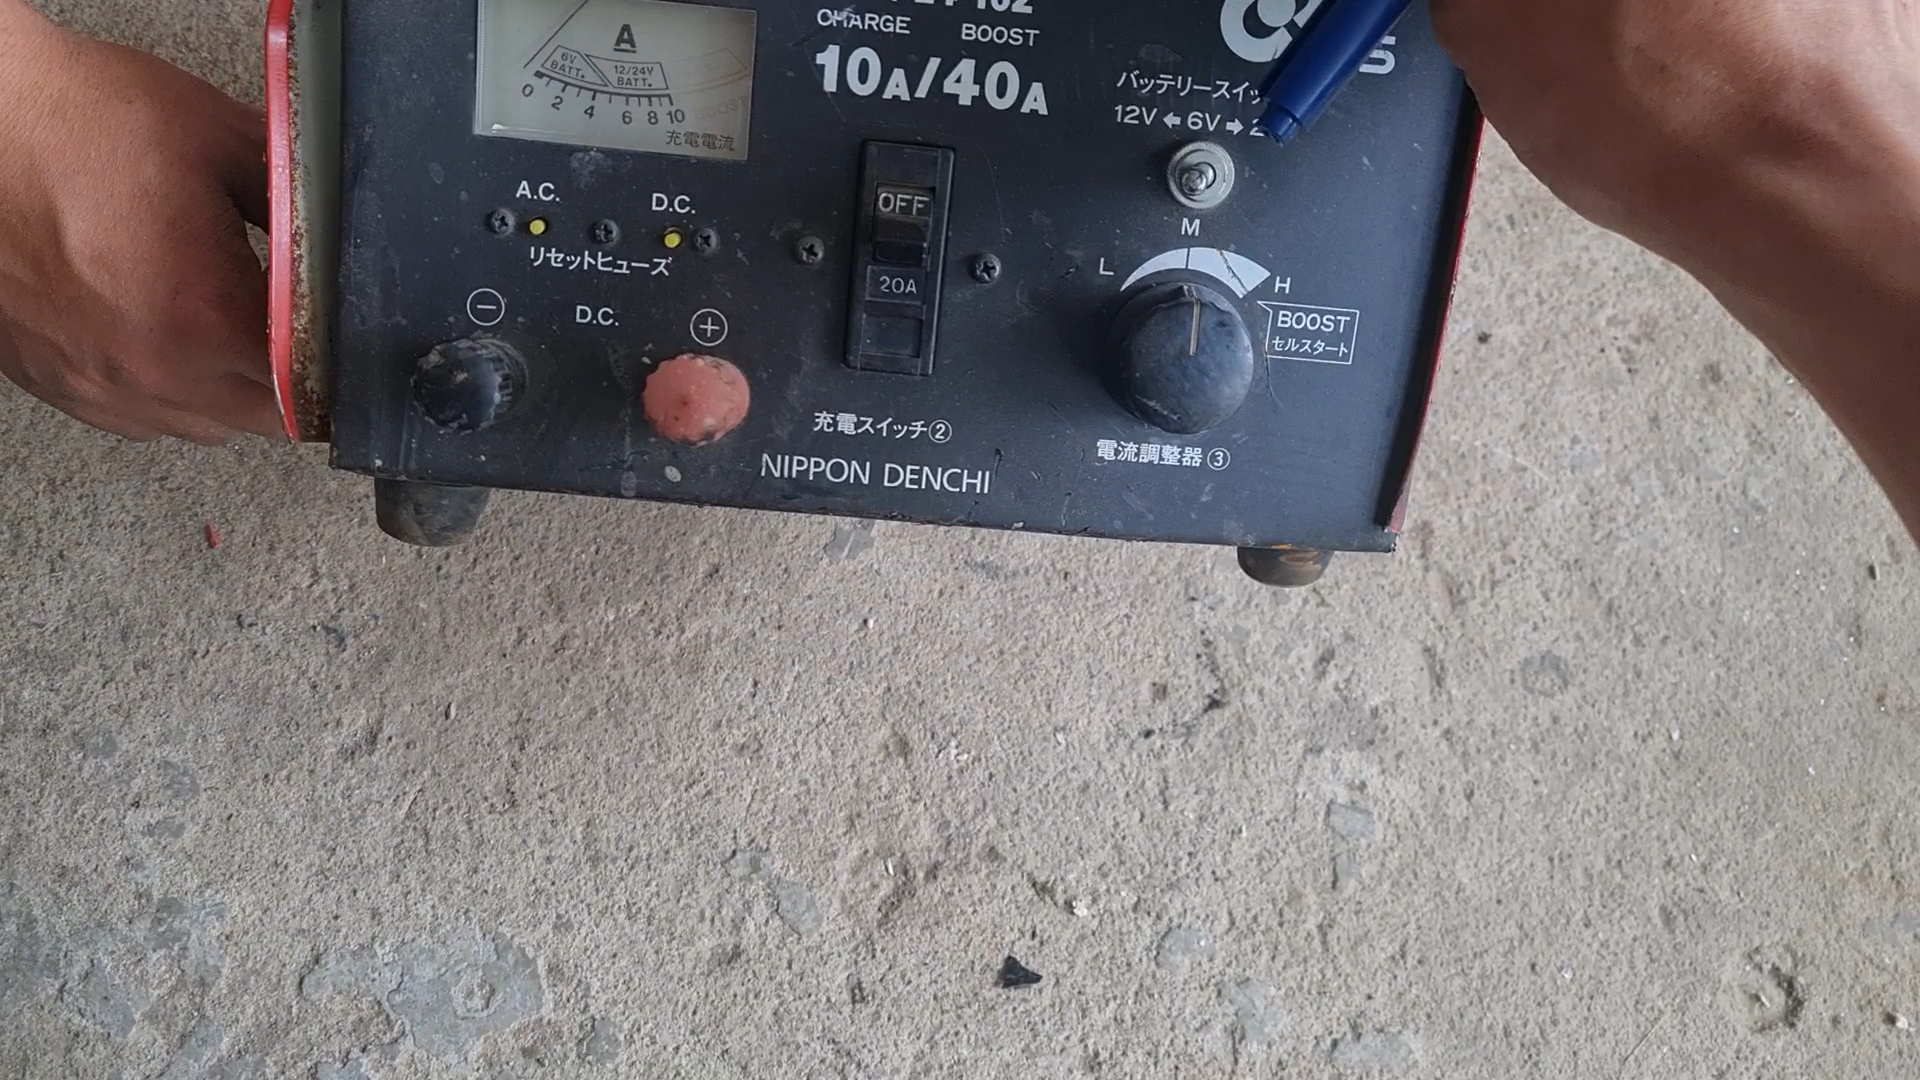 A
6V
BATT.
12/24V
BATT.
0 2 4 6 8 10
充電電流
CHARGE BOOST
10A/40A
12V ← 6V →
A.C.
D.C.
リセットヒューズ
− D.C. +
OFF
20A
充電スイッチ②
NIPPON DENCHI
M
L
H
BOOST
セルスタート
電流調整器③